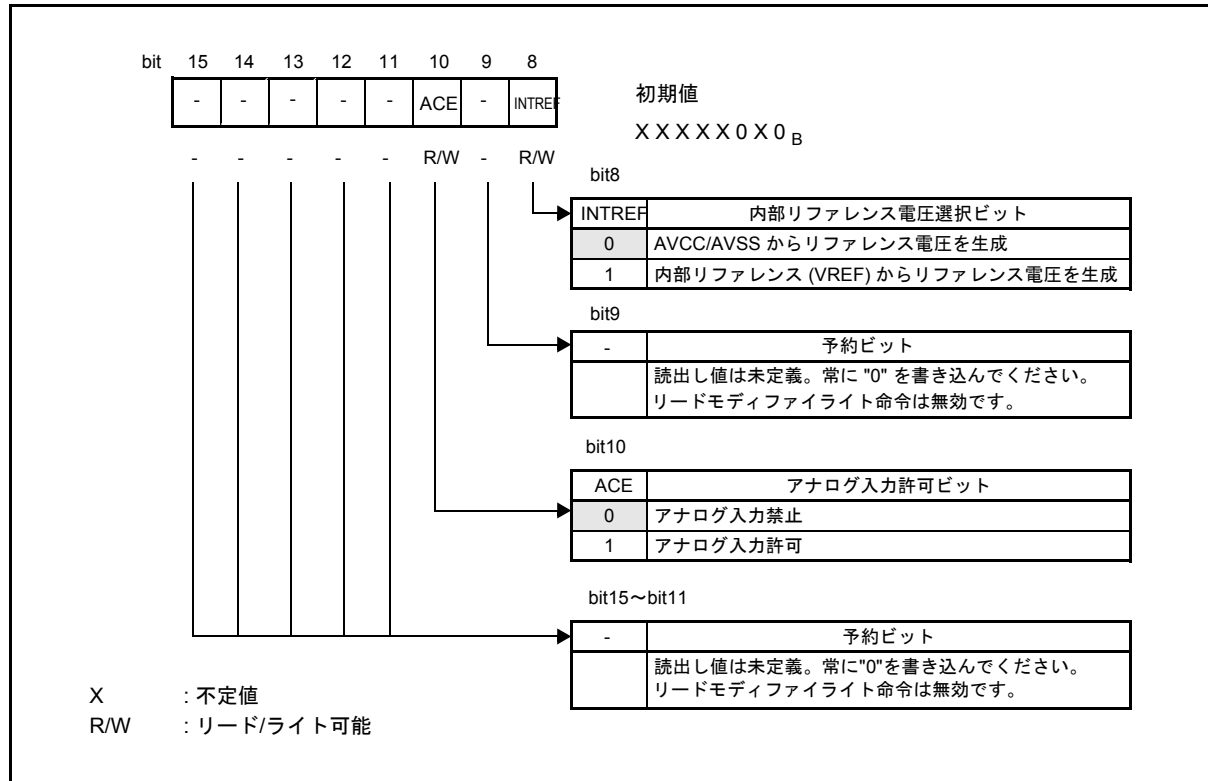 bit 15 14 13 12 11 10 9 8
- - - - - ACE - INTREF
初期値
X X X X X 0 X 0 B
- - - - - R/W - R/W
bit8
INTREF 内部リファレンス電圧選択ビット
0 AVCC/AVSS からリファレンス電圧を生成
1 内部リファレンス (VREF) からリファレンス電圧を生成
bit9
- 予約ビット
読出し値は未定義。常に "0" を書き込んでください。
リードモディファイライト命令は無効です。
bit10
ACE アナログ入力許可ビット
0 アナログ入力禁止
1 アナログ入力許可
bit15～bit11
- 予約ビット
読出し値は未定義。常に"0"を書き込んでください。
リードモディファイライト命令は無効です。
X : 不定値
R/W : リード/ライト可能